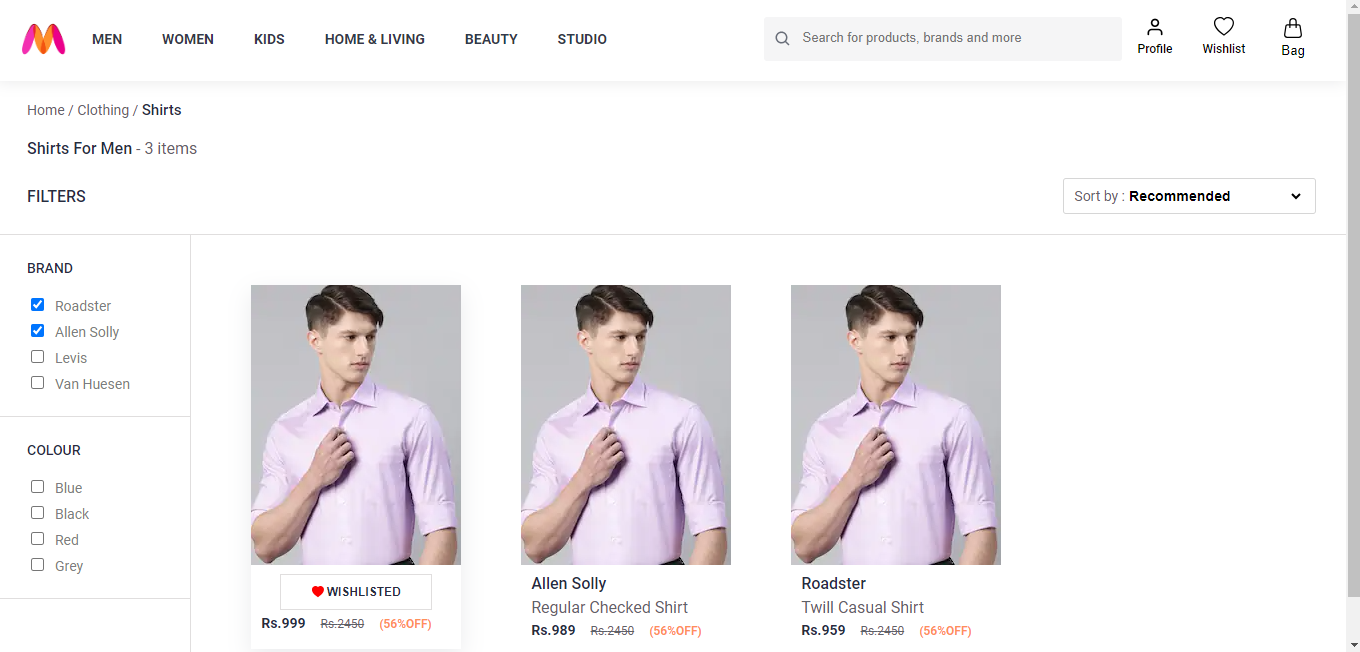 MEN WOMEN KIDS HOME & LIVING BEAUTY STUDIO Search for products, brands and more Profile Wishlist Bag
Home / Clothing / Shirts
Shirts For Men - 3 items
FILTERS Sort by : Recommended
BRAND
Roadster
Allen Solly
Levis
Van Huesen
COLOUR
Blue
Black
Red
Grey
WISHLISTED
Rs.999 Rs.2450 (56%OFF)
Allen Solly
Regular Checked Shirt
Rs.989 Rs.2450 (56%OFF)
Roadster
Twill Casual Shirt
Rs.959 Rs.2450 (56%OFF)